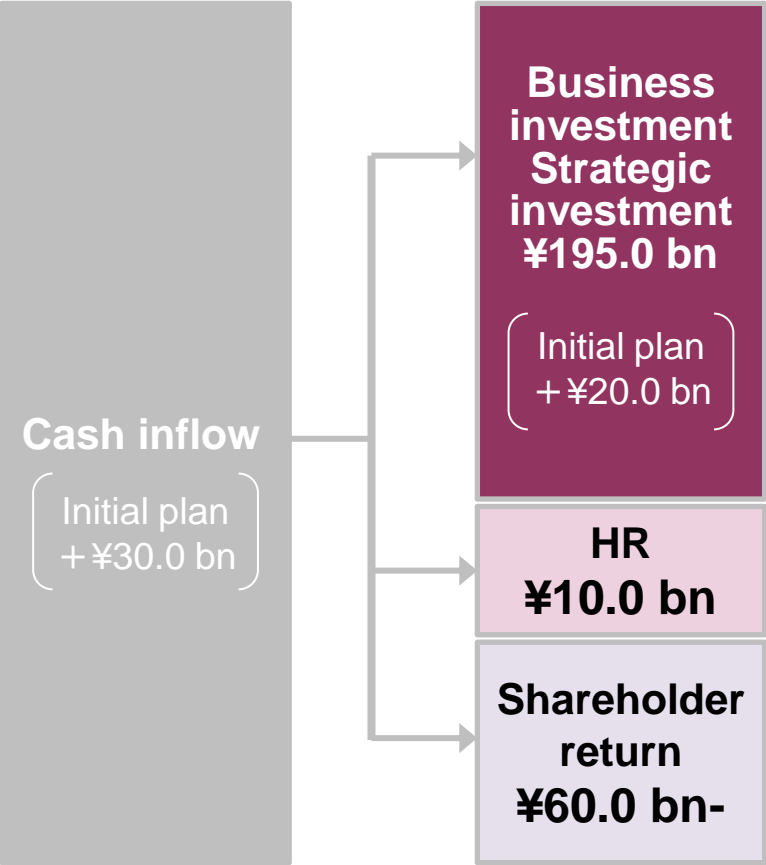 Cash inflow
Initial plan
+¥30.0 bn
Business
investment
Strategic
investment
¥195.0 bn
Initial plan
+¥20.0 bn
HR
¥10.0 bn
Shareholder
return
¥60.0 bn-